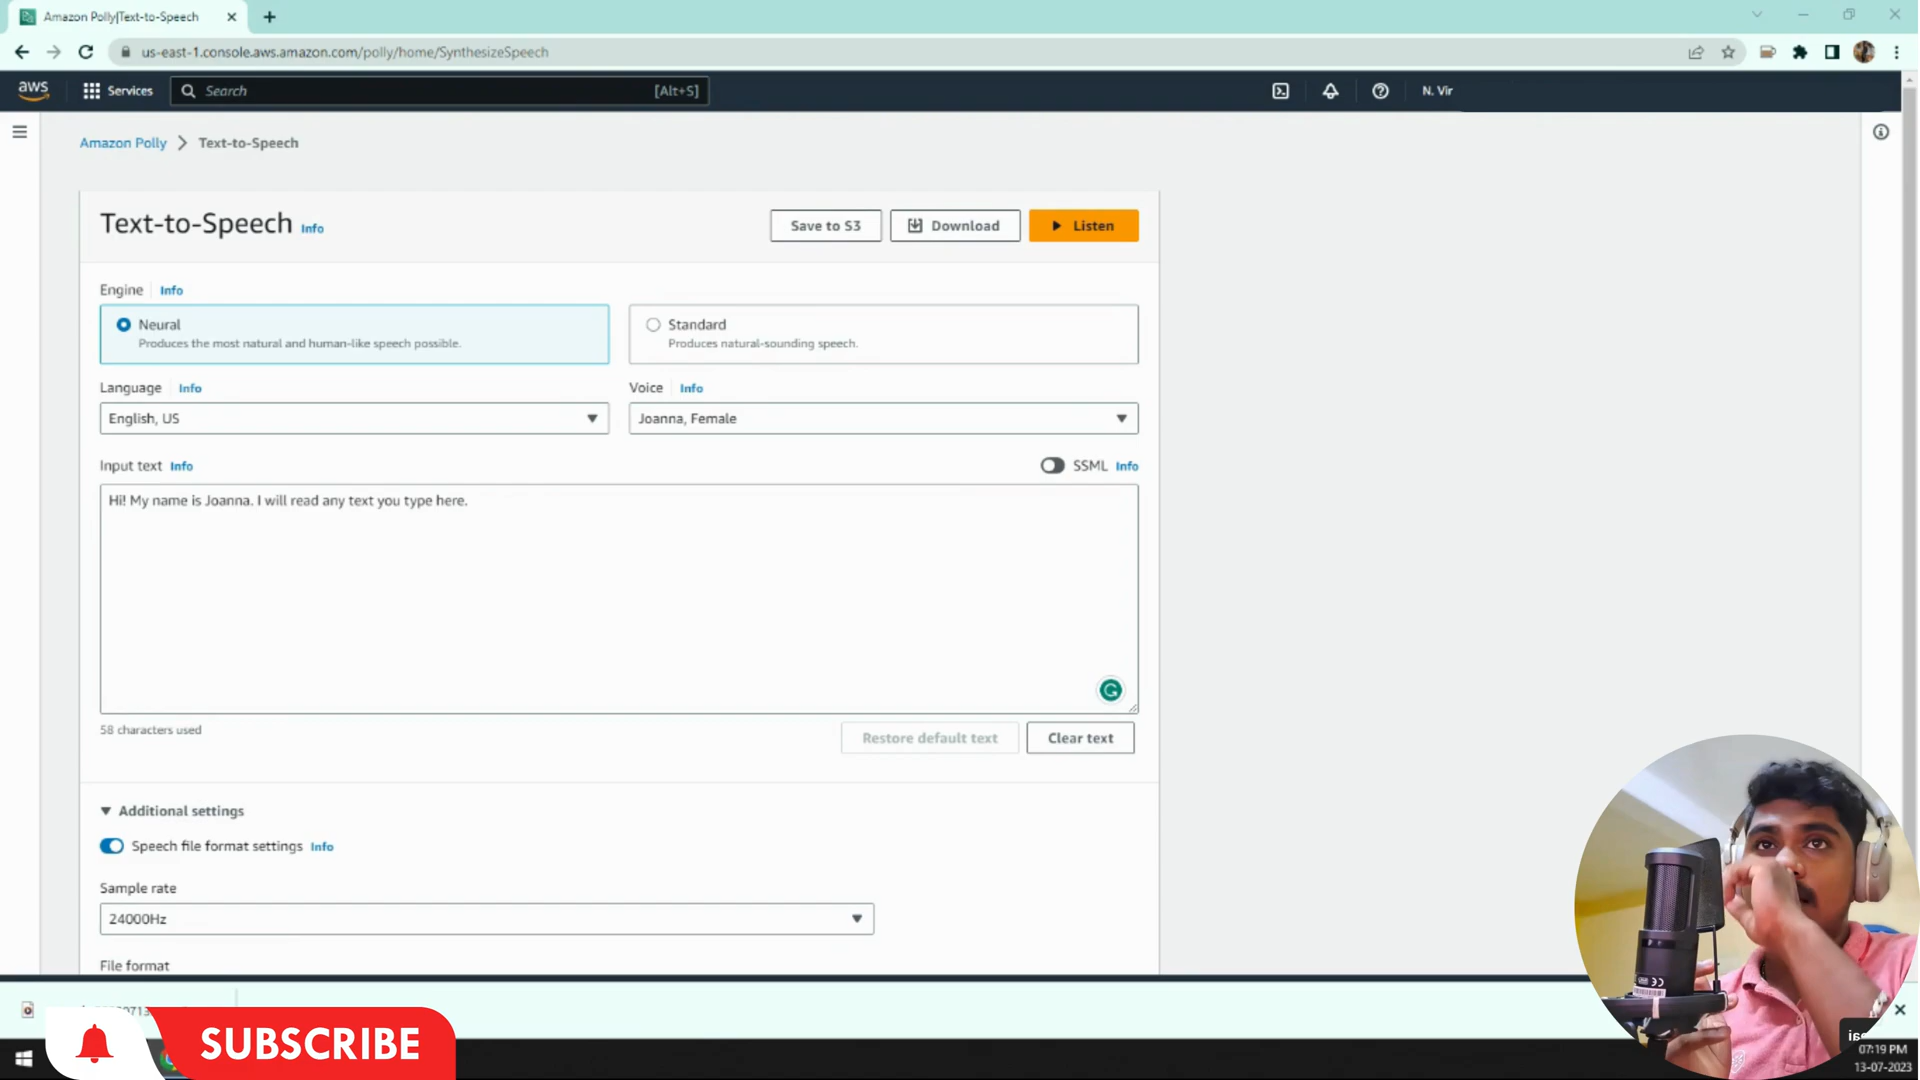 Amazon Polly|Text-to-Speech
us-east-1.console.aws.amazon.com/polly/home/SynthesizeSpeech
aws
Services
Search
[Alt+S]
N. Vir
Amazon Polly
Text-to-Speech
Text-to-Speech Info
Save to S3
Download
Listen
Engine Info
Neural
Produces the most natural and human-like speech possible.
Standard
Produces natural-sounding speech.
Language Info
Voice Info
English, US
Joanna, Female
Input text Info
SSML Info
Hi! My name is Joanna. I will read any text you type here.
58 characters used
Restore default text
Clear text
Additional settings
Speech file format settings Info
Sample rate
24000Hz
File format
SUBSCRIBE
07:19 PM
13-07-2023